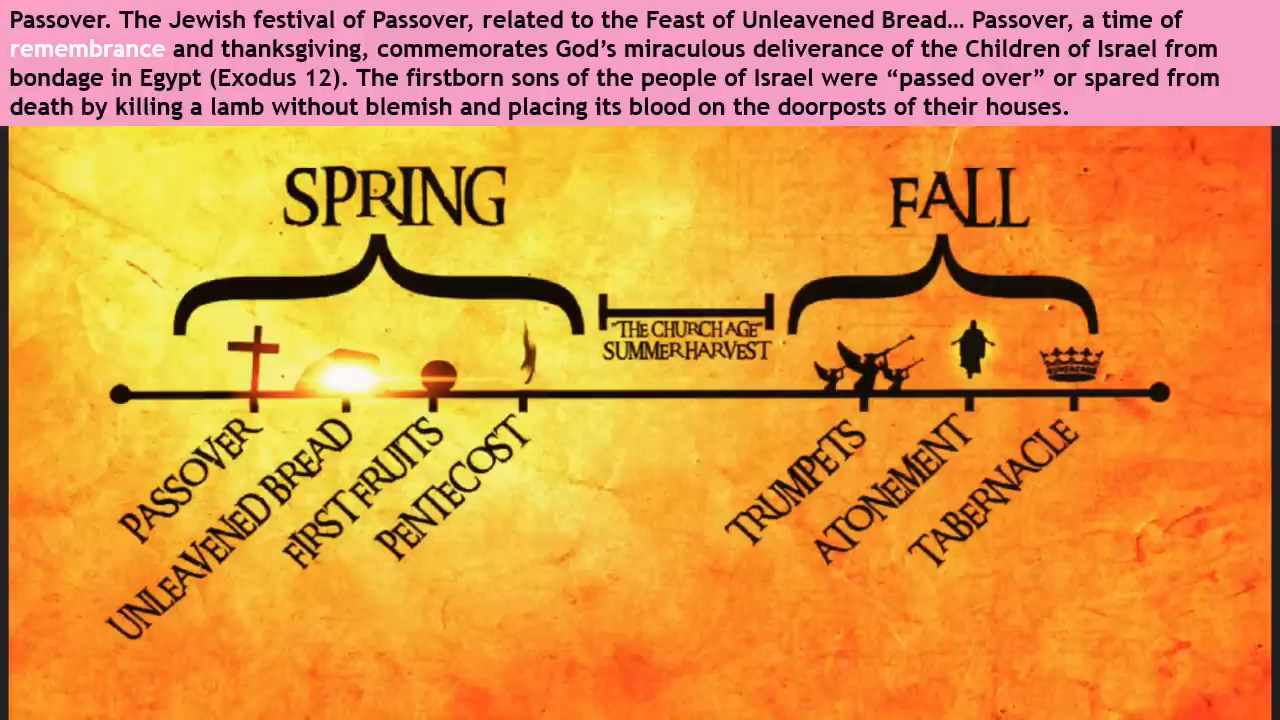 Passover. The Jewish festival of Passover, related to the Feast of Unleavened Bread… Passover, a time of
remembrance and thanksgiving, commemorates God’s miraculous deliverance of the Children of Israel from
bondage in Egypt (Exodus 12). The firstborn sons of the people of Israel were “passed over” or spared from
death by killing a lamb without blemish and placing its blood on the doorposts of their houses.
SPRING
FALL
"THE CHURCH AGE"
SUMMER HARVEST
PASSOVER
UNLEAVENED BREAD
FIRST FRUITS
PENTECOST
TRUMPETS
ATONEMENT
TABERNACLE